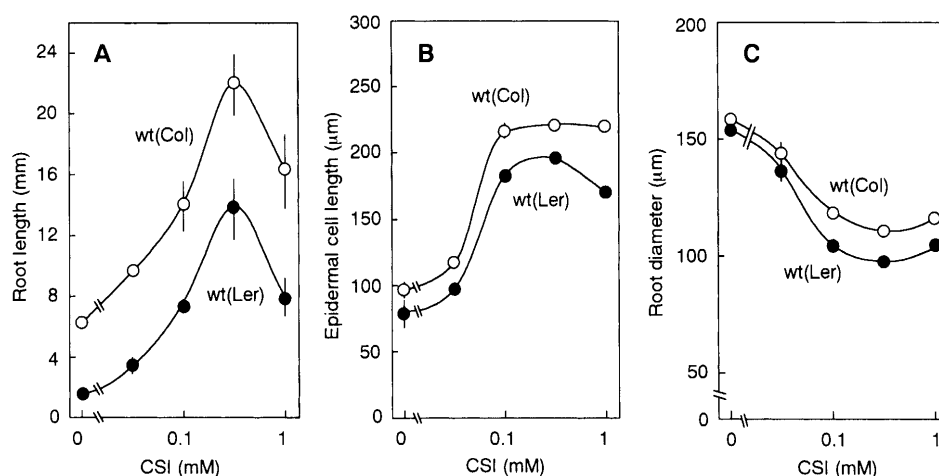 A
Root length (mm)
24
20
16
12
8
4
0
wt(Col)
wt(Ler)
0 0.1 1
CSI (mM)
B
Epidermal cell length (μm)
300
250
200
150
100
50
0
wt(Col)
wt(Ler)
0 0.1 1
CSI (mM)
C
Root diameter (μm)
200
150
100
50
0
wt(Col)
wt(Ler)
0 0.1 1
CSI (mM)